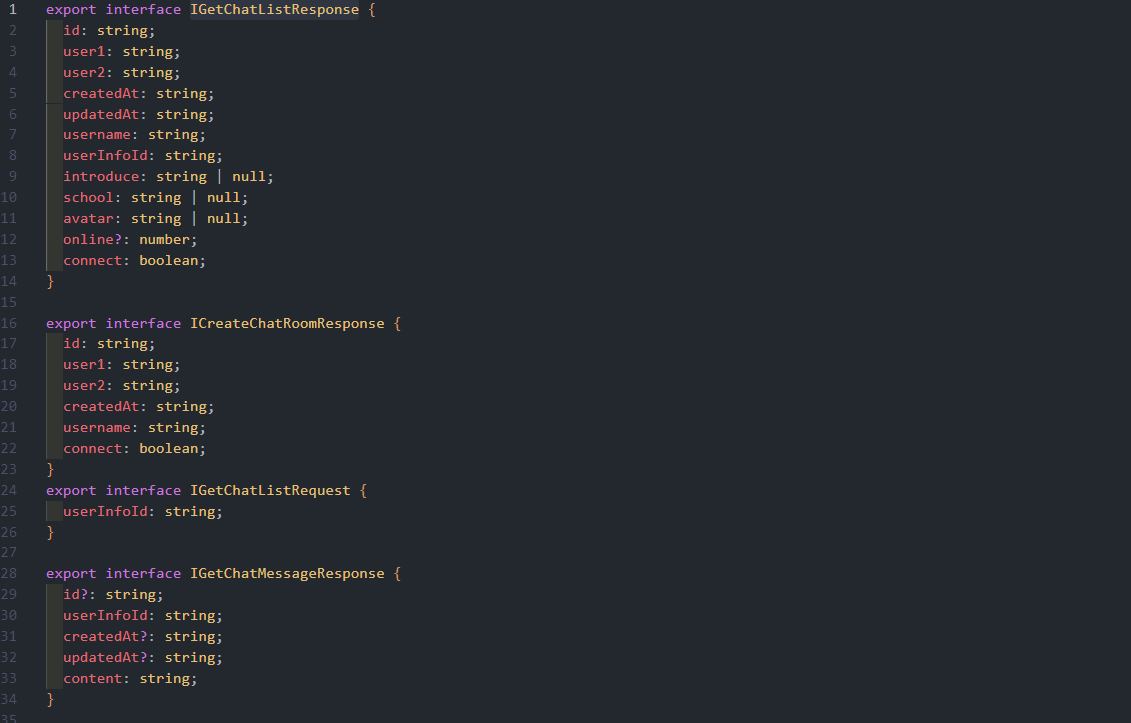 1 export interface IGetChatListResponse {
2 id: string;
3 user1: string;
4 user2: string;
5 createdAt: string;
6 updatedAt: string;
7 username: string;
8 userInfoId: string;
9 introduce: string | null;
10 school: string | null;
11 avatar: string | null;
12 online?: number;
13 connect: boolean;
14 }
15
16 export interface ICreateChatRoomResponse {
17 id: string;
18 user1: string;
19 user2: string;
20 createdAt: string;
21 username: string;
22 connect: boolean;
23 }
24 export interface IGetChatListRequest {
25 userInfoId: string;
26 }
27
28 export interface IGetChatMessageResponse {
29 id?: string;
30 userInfoId: string;
31 createdAt?: string;
32 updatedAt?: string;
33 content: string;
34 }
35